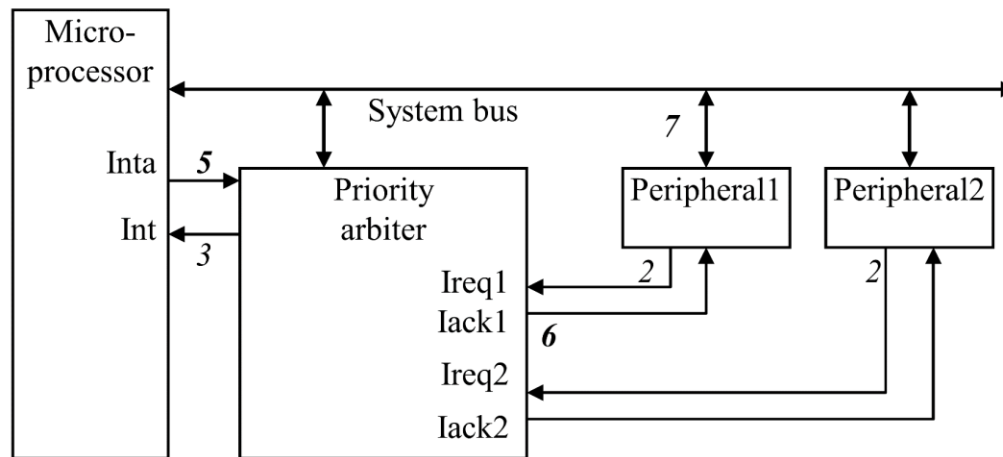 Micro-
processor
System bus
7
Inta
5
Priority
arbiter
Peripheral1
Peripheral2
Int
3
Ireq1
2
2
Iack1
6
Ireq2
Iack2